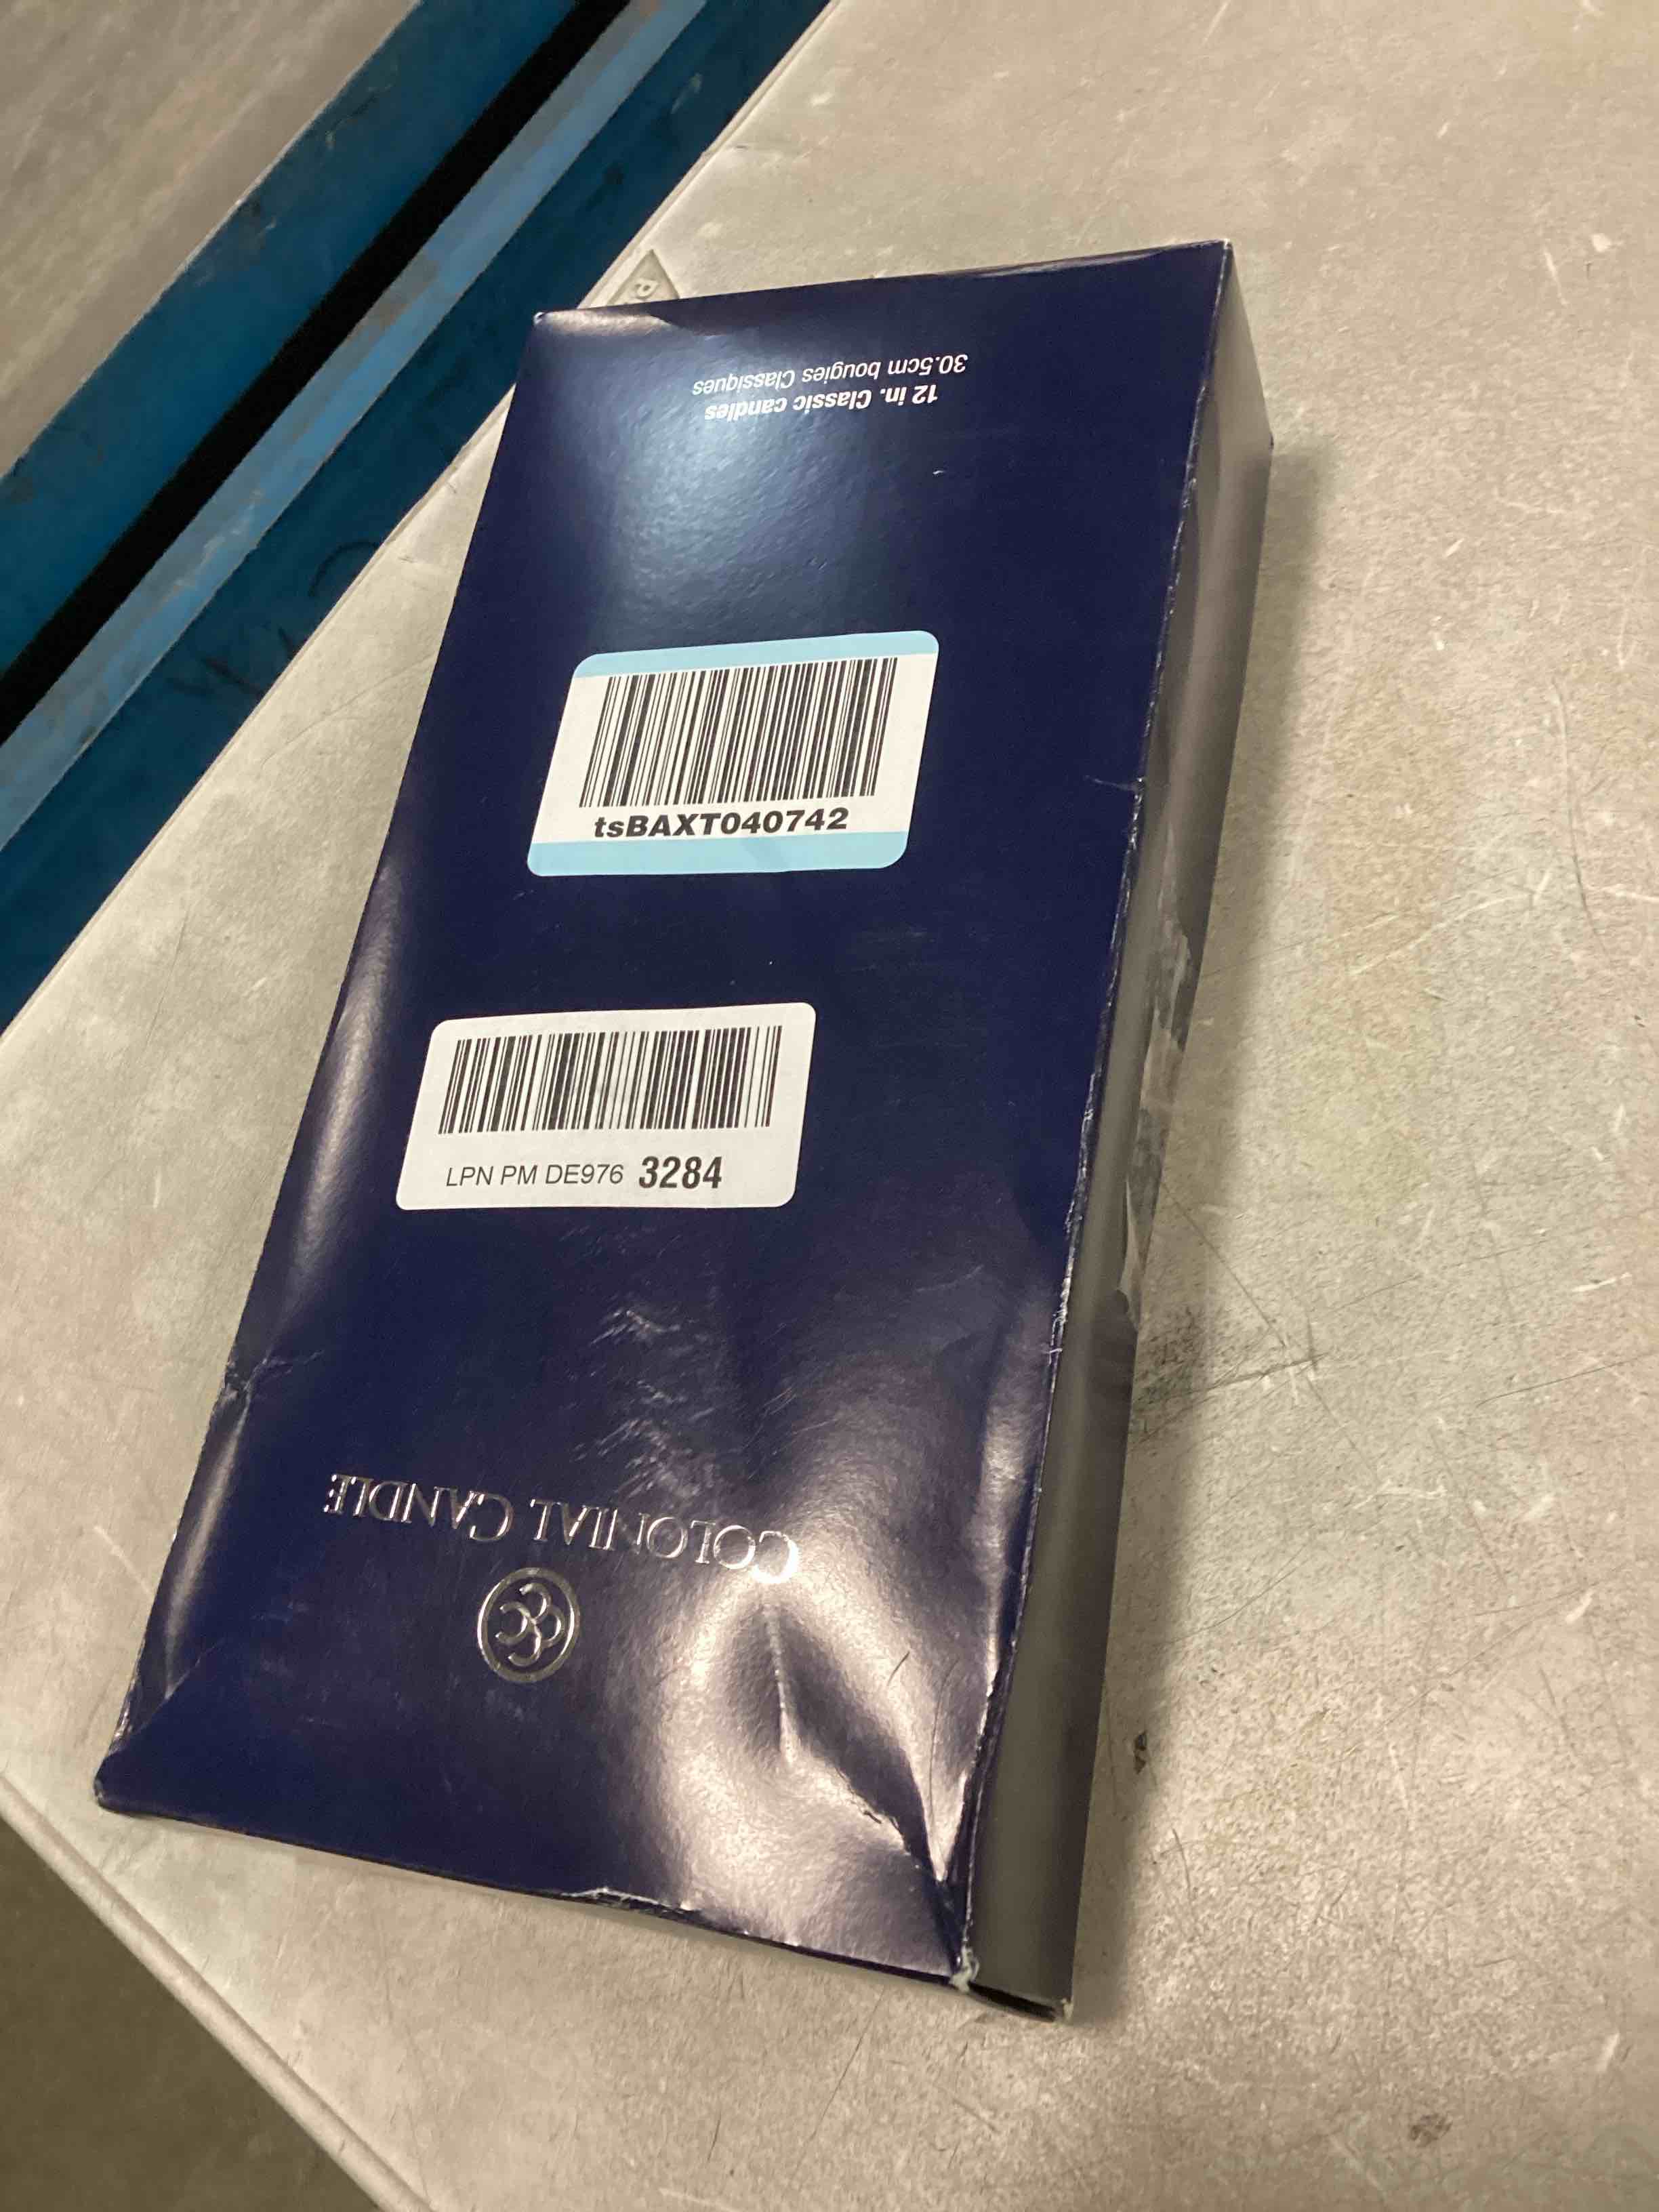 30.5cm bougies Classiques
12 in. Classic candles
tsBAXT040742
LPN PM DE976 3284
COLONIAL CANDLE